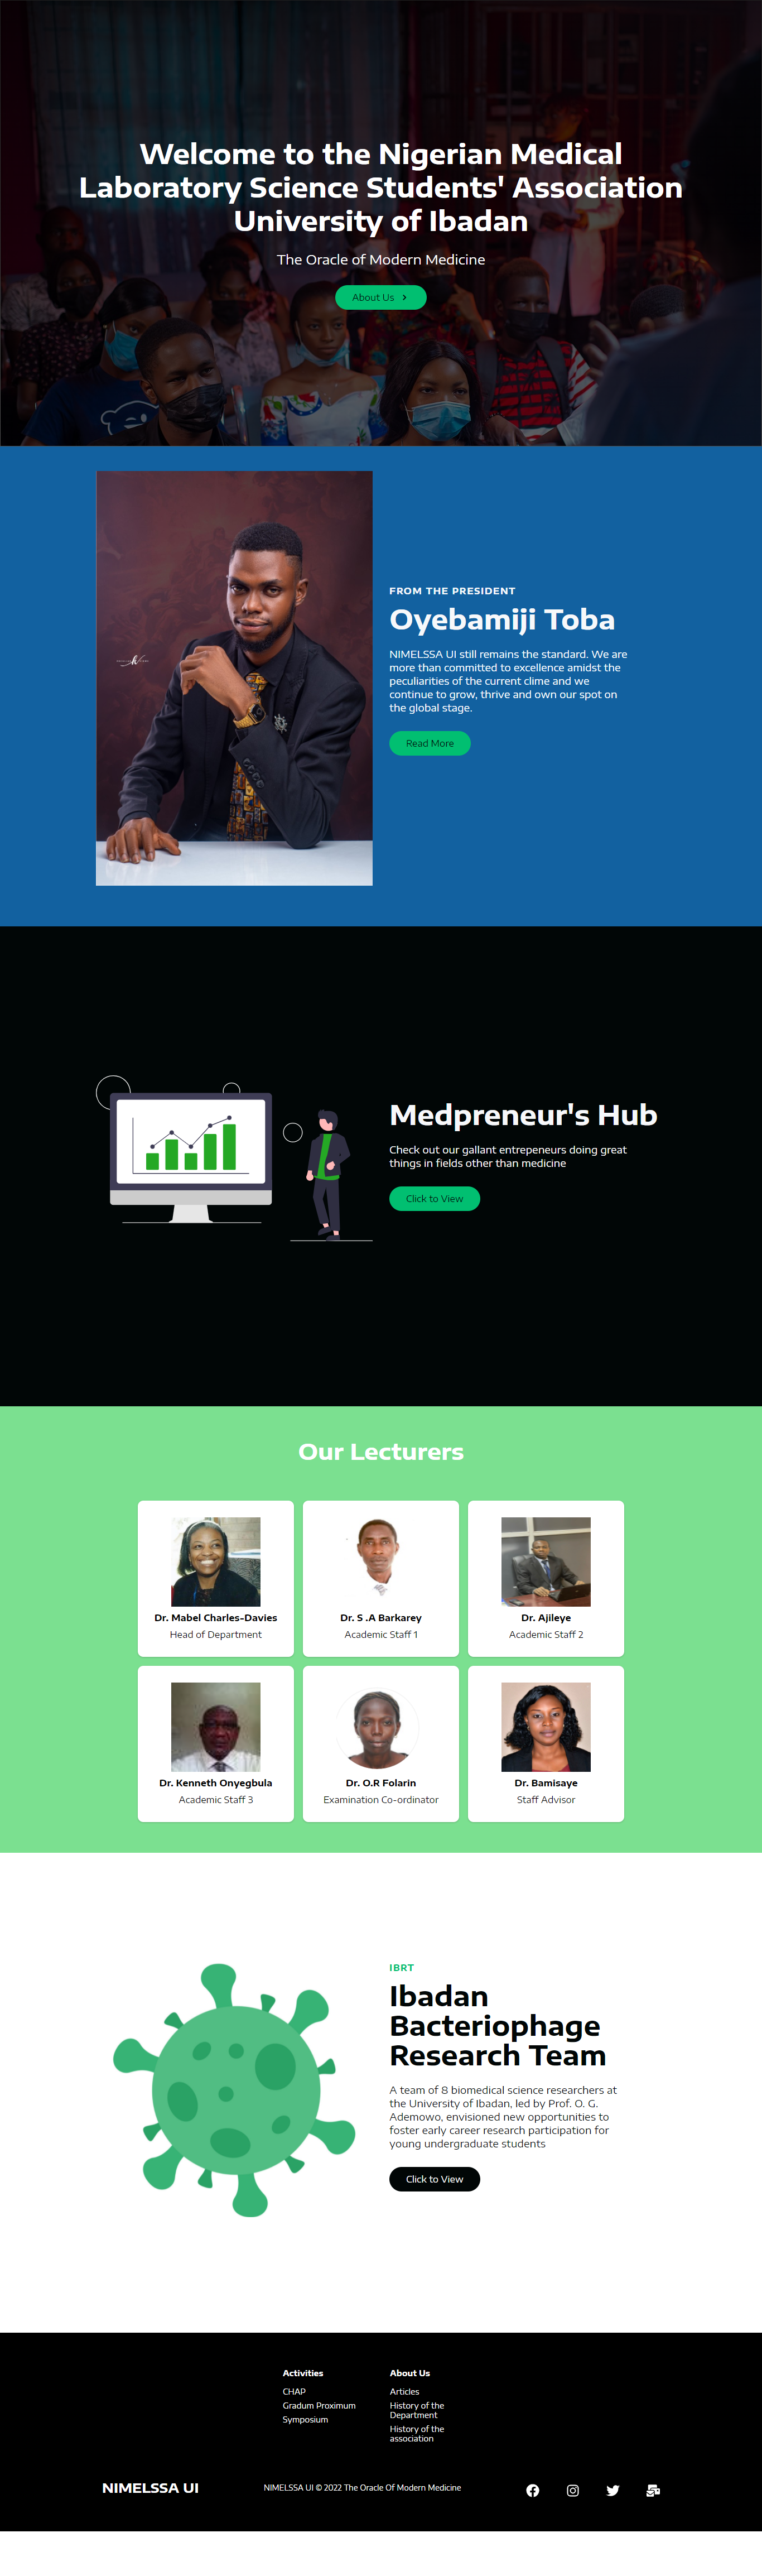 Welcome to the Nigerian Medical
Laboratory Science Students' Association
University of Ibadan
The Oracle of Modern Medicine
About Us
FROM THE PRESIDENT
Oyebamiji Toba
NIMELSSA UI still remains the standard. We are
more than committed to excellence amidst the
peculiarities of the current clime and we
continue to grow, thrive and own our spot on
the global stage.
Read More
Medpreneur's Hub
Check out our gallant entrepeneurs doing great
things in fields other than medicine
Click to View
Our Lecturers
Dr. Mabel Charles-Davies
Head of Department
Dr. S .A Barkarey
Academic Staff 1
Dr. Ajileye
Academic Staff 2
Dr. Kenneth Onyegbula
Academic Staff 3
Dr. O.R Folarin
Examination Co-ordinator
Dr. Bamisaye
Staff Advisor
IBRT
Ibadan
Bacteriophage
Research Team
A team of 8 biomedical science researchers at
the University of Ibadan, led by Prof. O. G.
Ademowo, envisioned new opportunities to
foster early career research participation for
young undergraduate students
Click to View
Activities
CHAP
Gradum Proximum
Symposium
About Us
Articles
History of the
Department
History of the
association
NIMELSSA UI
NIMELSSA UI © 2022 The Oracle Of Modern Medicine